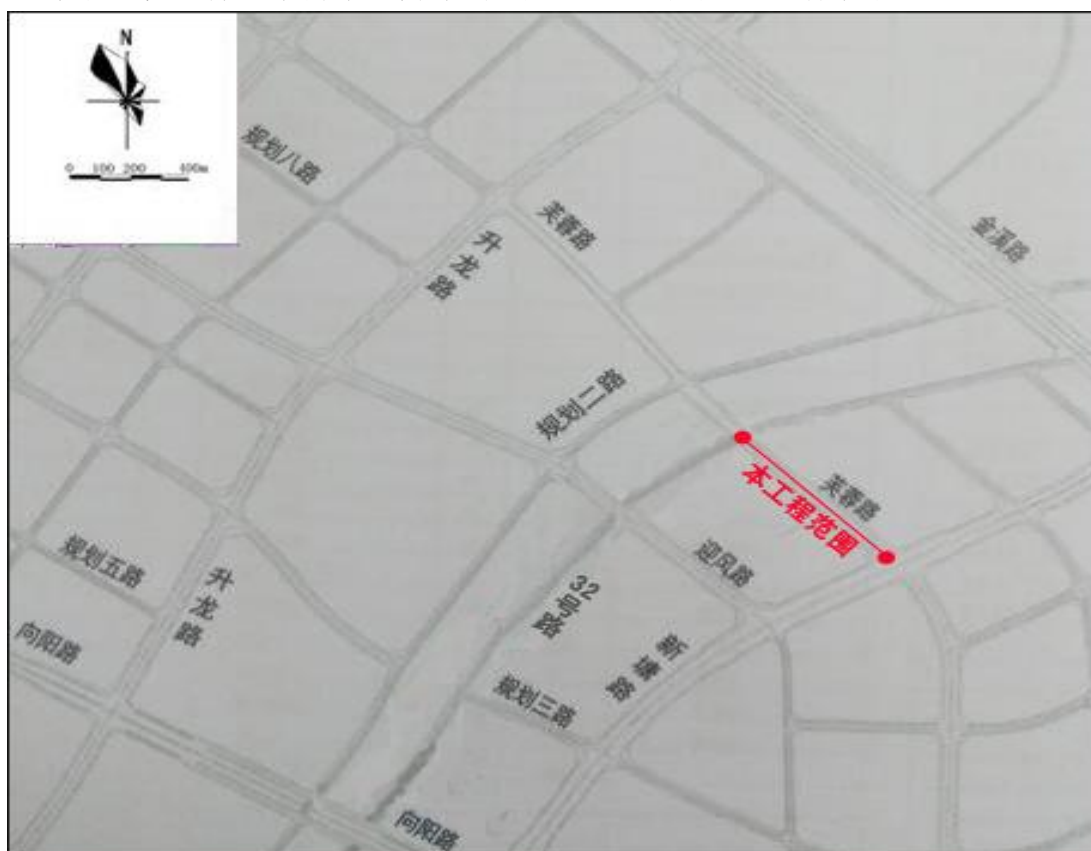 N
0 100 200 400m
规划八路
芙蓉路
升龙路
金溪路
规划二路
芙蓉路
本工程范围
迎风路
规划五路
升龙路
32号路
新塘路
向阳路
规划三路
向阳路